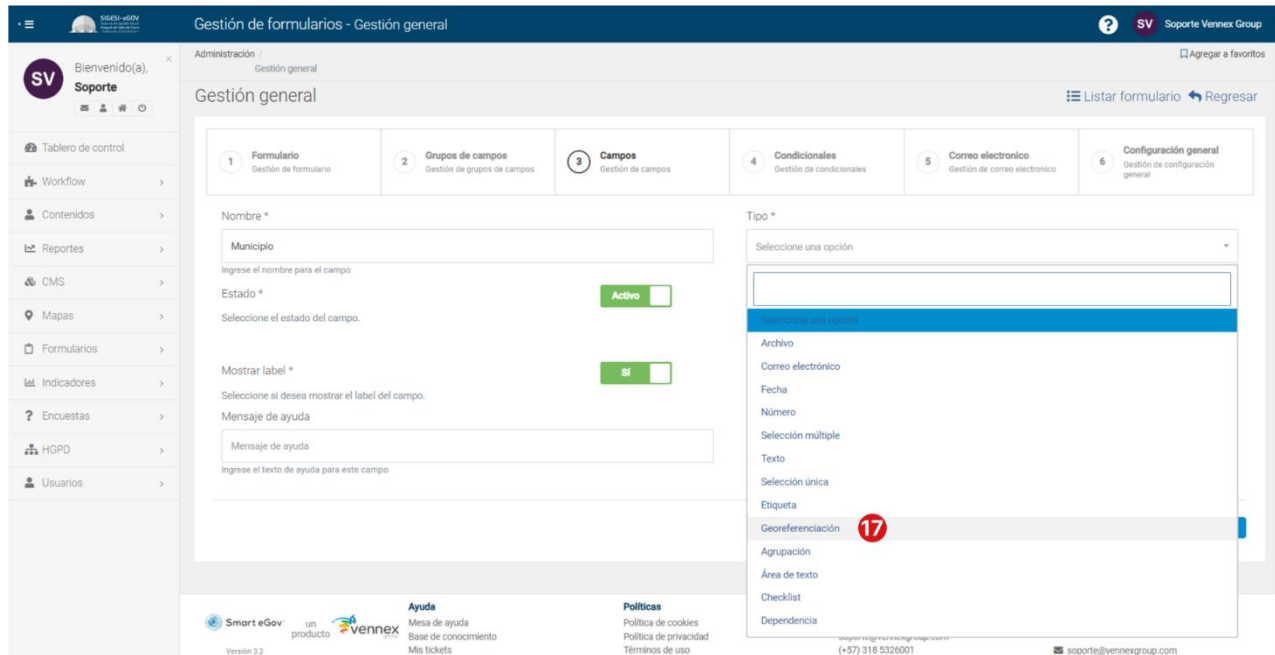 SIGESI-eGOV
Gestión de formularios - Gestión general
? SV Soporte Vennex Group
Administración /
Gestión general
Agregar a favoritos
SV
Bienvenido(a),
Soporte
×
Gestión general
Listar formulario Regresar
Tablero de control
Workflow
Contenidos
Reportes
CMS
Mapas
Formularios
Indicadores
Encuestas
HGPD
Usuarios
1 Formulario
Gestión de formulario
2 Grupos de campos
Gestión de grupos de campos
3 Campos
Gestión de campos
4 Condicionales
Gestión de condicionales
5 Correo electronico
Gestión de correo electronico
6 Configuración general
Gestión de configuración
general
Nombre *
Municipio
Ingrese el nombre para el campo
Estado *
Activo
Seleccione el estado del campo.
Mostrar label *
Sí
Seleccione si desea mostrar el label del campo.
Mensaje de ayuda
Mensaje de ayuda
Ingrese el texto de ayuda para este campo
Tipo *
Seleccione una opción
Seleccione una opción
Archivo
Correo electrónico
Fecha
Número
Selección múltiple
Texto
Selección única
Etiqueta
Georeferenciación 17
Agrupación
Área de texto
Checklist
Dependencia
Smart eGov
un
producto
vennex
Versión 3.2
Ayuda
Mesa de ayuda
Base de conocimiento
Mis tickets
Políticas
Política de cookies
Política de privacidad
Términos de uso
soporte@vennexgroup.com
(+57) 318 5326001
soporte@vennexgroup.com